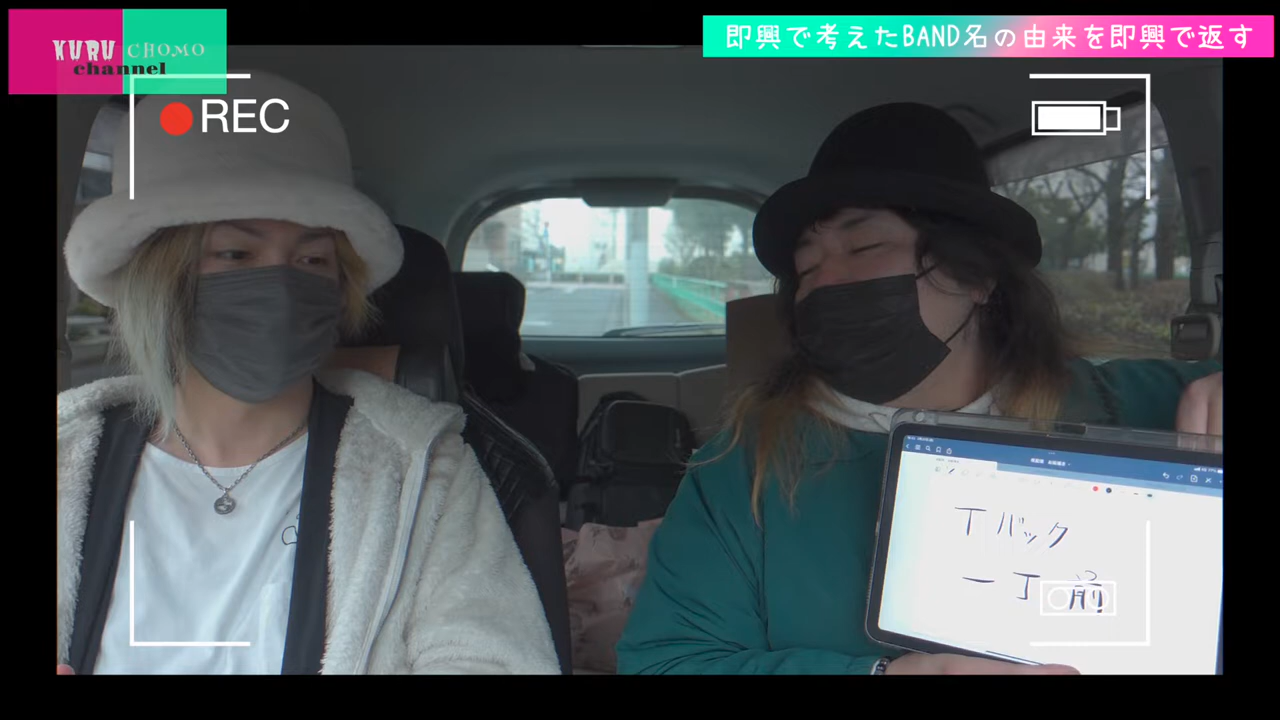 KURU CHOMO
channel
即興で考えたBAND名の由来を即興で返す
REC
Tバック
一丁前